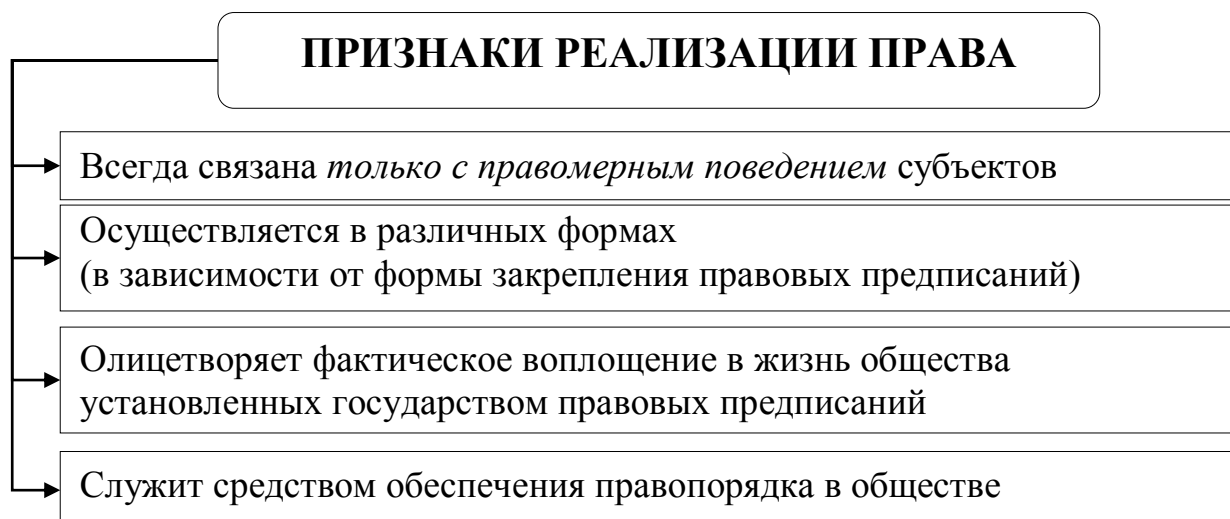 ПРИЗНАКИ РЕАЛИЗАЦИИ ПРАВА
Всегда связана только с правомерным поведением субъектов
Осуществляется в различных формах
(в зависимости от формы закрепления правовых предписаний)
Олицетворяет фактическое воплощение в жизнь общества
установленных государством правовых предписаний
Служит средством обеспечения правопорядка в обществе